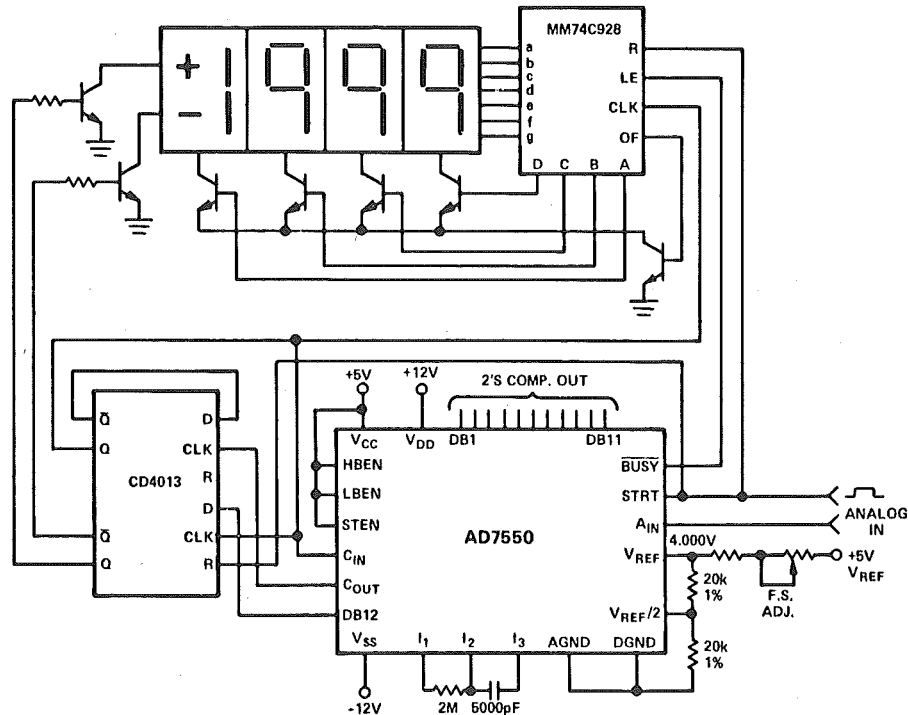 MM74C928
+
-
1 9 9 9
a
b
c
d
e
f
g
R
LE
CLK
OF
D C B A
+5V
+12V
2'S COMP. OUT
Q̅
Q
D
CLK
R
D
CLK
R
CD4013
Q̅
Q
VCC
VDD
DB1
DB11
HBEN
LBEN
STEN
CIN
COUT
DB12
AD7550
B̅U̅S̅Y̅
STRT
AIN
VREF
VREF/2
ANALOG
IN
4.000V
+5V
VREF
F.S.
ADJ.
20k
1%
20k
1%
VSS
I1
I2
I3
AGND
DGND
-12V
2M
5000pF